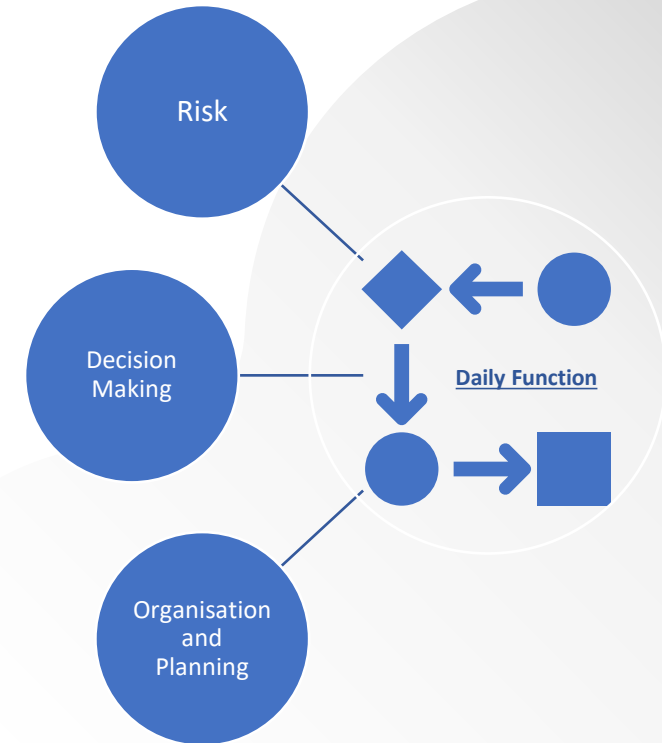 Risk
Decision
Making
Daily Function
Organisation
and
Planning